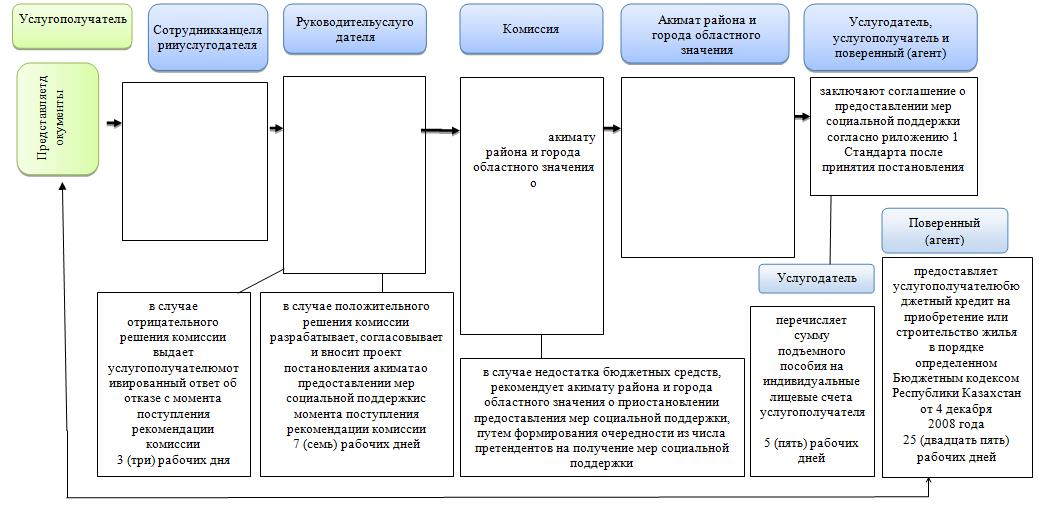 Услугополучатель
Сотрудникканцеля
рииуслугодателя
Руководительуслуго
дателя
Комиссия
Акимат района и
города областного
значения
Услугодатель,
услугополучатель и
поверенный (агент)
Представляетд
окументы
акимату
района и города
областного значения
о
заключают соглашение о
предоставлении мер
социальной поддержки
согласно риложению 1
Стандарта после
принятия постановления
в случае
отрицательного
решения комиссии
выдает
услугополучателюмот
ивированный ответ об
отказе с момента
поступления
рекомендации
комиссии
3 (три) рабочих дня
в случае положительного
решения комиссии
разрабатывает, согласовывает
и вносит проект
постановления акиматао
предоставлении мер
социальной поддержкис
момента поступления
рекомендации комиссии
7 (семь) рабочих дней
в случае недостатка бюджетных средств,
рекомендует акимату района и города
областного значения о приостановлении
предоставления мер социальной поддержки,
путем формирования очередности из числа
претендентов на получение мер социальной
поддержки
Услугодатель
перечисляет
сумму
подъемного
пособия на
индивидуальные
лицевые счета
услугополучателя
5 (пять) рабочих
дней
Поверенный
(агент)
предоставляет
услугополучателюбю
джетный кредит на
приобретение или
строительство жилья
в порядке
определенном
Бюджетным кодексом
Республики Казахстан
от 4 декабря
2008 года
25 (двадцать пять)
рабочих дней